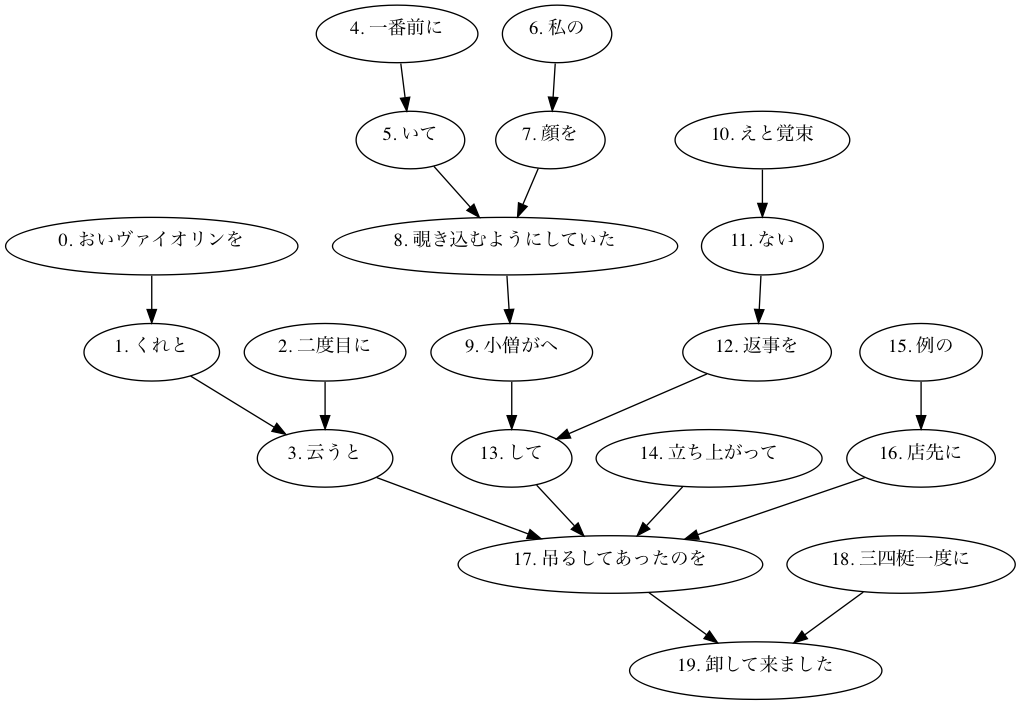 4. 一番前に
6. 私の
5. いて
7. 顔を
10. えと覚束
0. おいヴァイオリンを
8. 覗き込むようにしていた
11. ない
1. くれと
2. 二度目に
9. 小僧がへ
12. 返事を
15. 例の
3. 云うと
13. して
14. 立ち上がって
16. 店先に
17. 吊るしてあったのを
18. 三四梃一度に
19. 卸して来ました